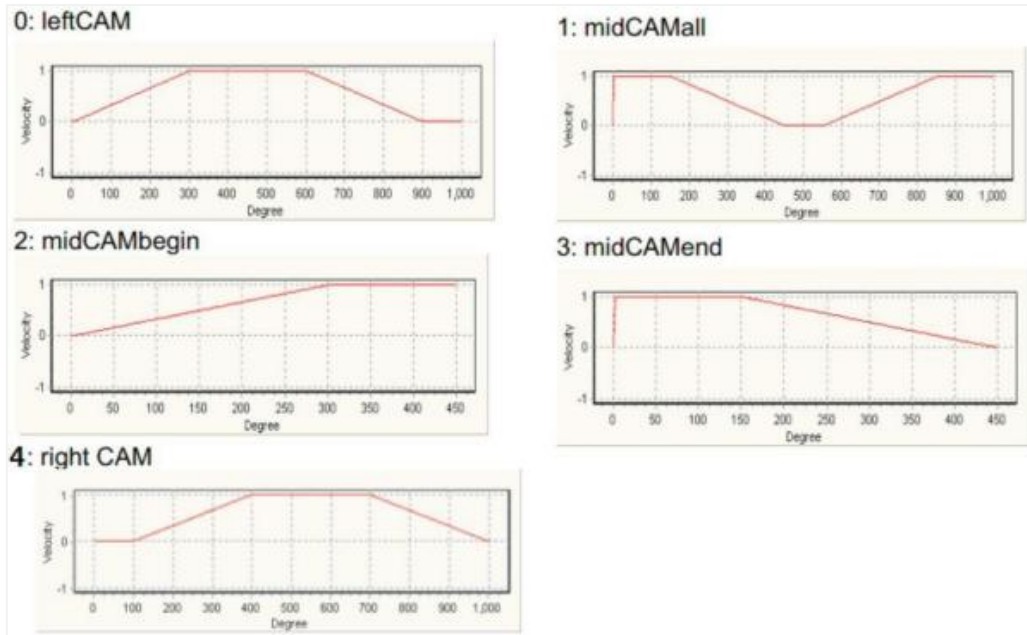 0: leftCAM
1
0
-1
Velocity
0 100 200 300 400 500 600 700 800 900 1,000
Degree
1: midCAMall
1
0
-1
Velocity
0 100 200 300 400 500 600 700 800 900 1,000
Degree
2: midCAMbegin
1
0
-1
Velocity
0 50 100 150 200 250 300 350 400 450
Degree
3: midCAMend
1
0
-1
Velocity
0 50 100 150 200 250 300 350 400 450
Degree
4: right CAM
1
0
-1
Velocity
0 100 200 300 400 500 600 700 800 900 1,000
Degree